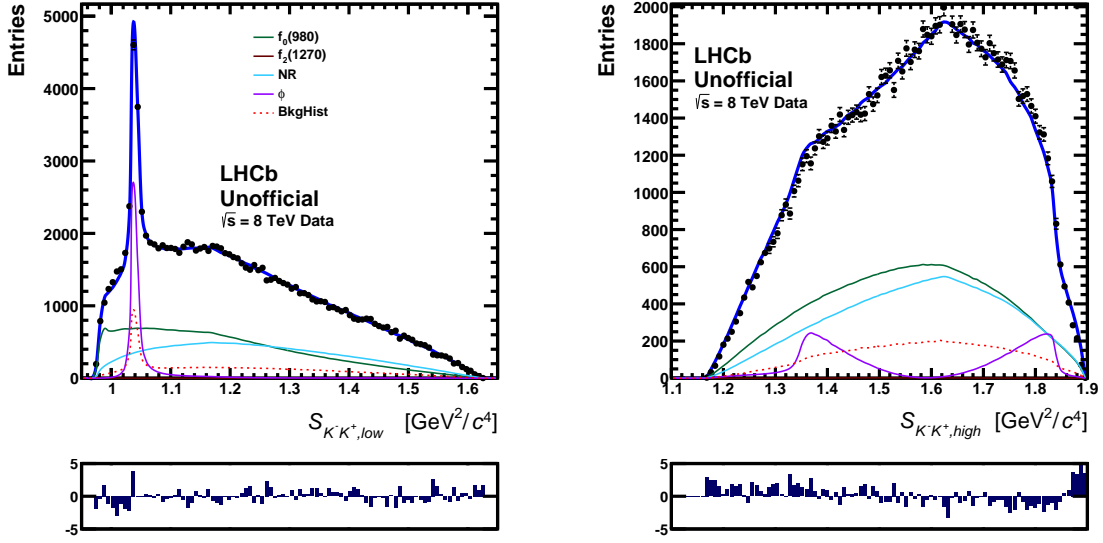 Entries
5000
4000
3000
2000
1000
0
f₀(980)
f₂(1270)
NR
ϕ
BkgHist
LHCb
Unofficial
√s = 8 TeV Data
1 1.1 1.2 1.3 1.4 1.5 1.6
S_{K⁻K⁺,low} [GeV²/c⁴]
5
0
-5
Entries
2000
1800
1600
1400
1200
1000
800
600
400
200
0
LHCb
Unofficial
√s = 8 TeV Data
1.1 1.2 1.3 1.4 1.5 1.6 1.7 1.8 1.9
S_{K⁻K⁺,high} [GeV²/c⁴]
5
0
-5